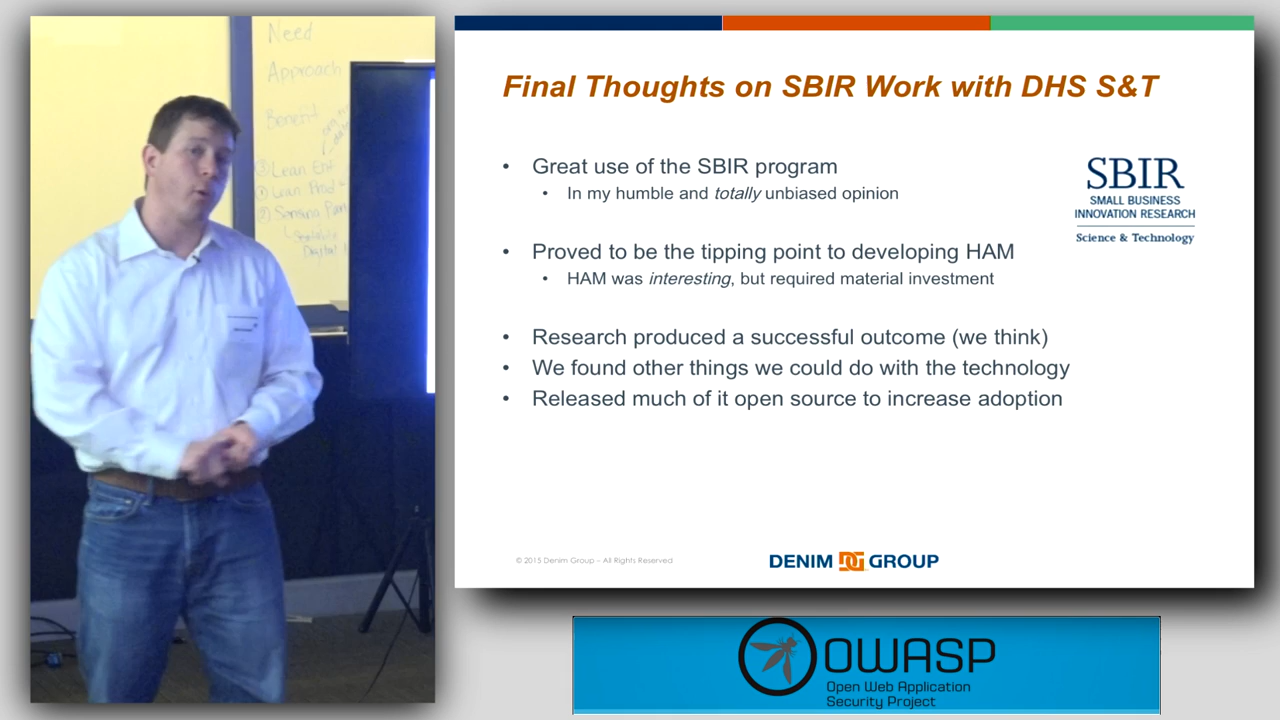 Need
Approach
Benefit
Lean Ent
Lean Prod
Final Thoughts on SBIR Work with DHS S&T
• Great use of the SBIR program
• In my humble and totally unbiased opinion
• Proved to be the tipping point to developing HAM
• HAM was interesting, but required material investment
• Research produced a successful outcome (we think)
• We found other things we could do with the technology
• Released much of it open source to increase adoption
SBIR
SMALL BUSINESS
INNOVATION RESEARCH
Science & Technology
© 2015 Denim Group – All Rights Reserved
DENIM DG GROUP
OWASP
Open Web Application
Security Project